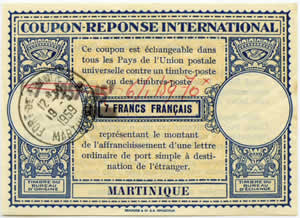 COUPON-RÉPONSE INTERNATIONAL
Ce coupon est échangeable dans
tous les Pays de l'Union postale
universelle contre un timbre-poste
ou des timbres-poste
7 FRANCS FRANÇAIS
représentant le montant
de l'affranchissement d'une lettre
ordinaire de port simple à desti-
nation de l'étranger.
TIMBRE DU
BUREAU
D'ORIGINE
MARTINIQUE
TIMBRE DU
BUREAU
D'ÉCHANGE